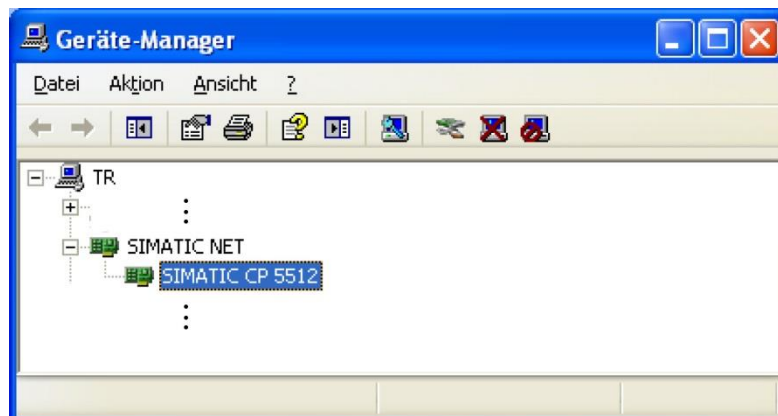 Geräte-Manager
Datei Aktion Ansicht ?
TR
SIMATIC NET
SIMATIC CP 5512